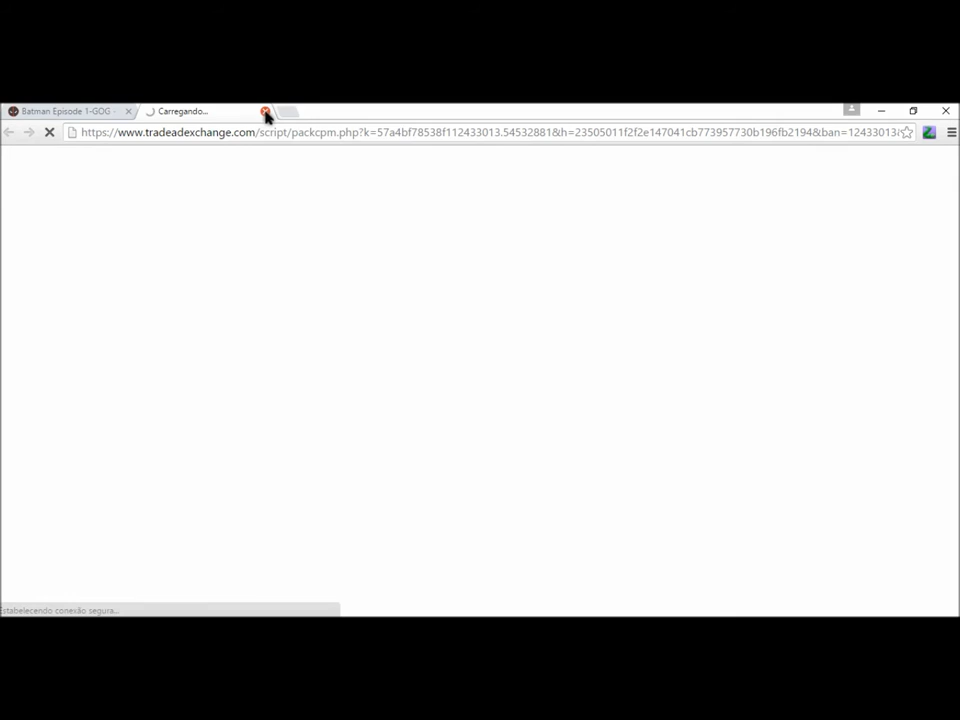 Batman Episode 1-GOG
Carregando...
https://www.tradeadexchange.com/script/packcpm.php?k=57a4bf78538f112433013.54532881&h=23505011f2f2e147041cb773957730b196fb2194&ban=12433013
Estabelecendo conexão segura...